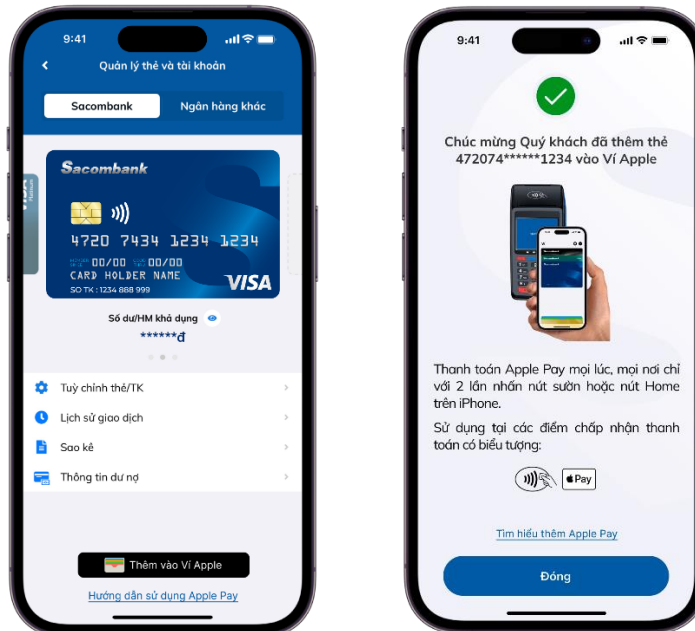 9:41
Quản lý thẻ và tài khoản
Sacombank
Ngân hàng khác
VISA
Platinum
Sacombank
4720 7434 1234 1234
00/00 00/00
CARD HOLDER NAME
SO TK : 1234 888 999
VISA
Số dư/HM khả dụng
******đ
Tuỳ chỉnh thẻ/TK
Lịch sử giao dịch
Sao kê
Thông tin dư nợ
Thêm vào Ví Apple
Hướng dẫn sử dụng Apple Pay
9:41
Chúc mừng Quý khách đã thêm thẻ
472074******1234 vào Ví Apple
Thanh toán Apple Pay mọi lúc, mọi nơi chỉ
với 2 lần nhấn nút sườn hoặc nút Home
trên iPhone.
Sử dụng tại các điểm chấp nhận thanh
toán có biểu tượng:
Pay
Tìm hiểu thêm Apple Pay
Đóng